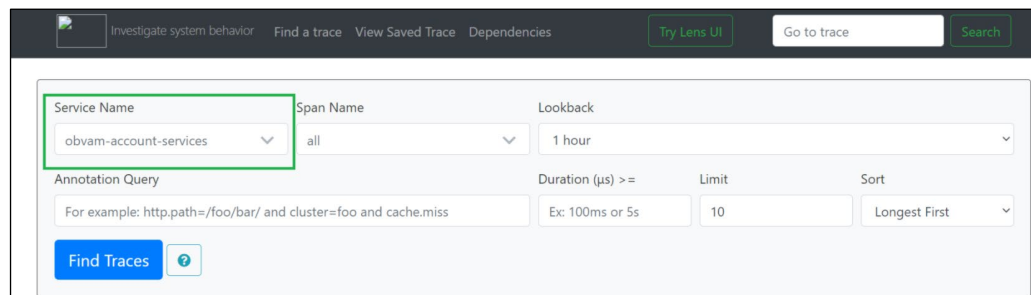 Investigate system behavior Find a trace View Saved Trace Dependencies Try Lens UI Go to trace Search
Service Name Span Name Lookback
obvam-account-services all 1 hour
Annotation Query Duration (μs) >= Limit Sort
For example: http.path=/foo/bar/ and cluster=foo and cache.miss Ex: 100ms or 5s 10 Longest First
Find Traces ?